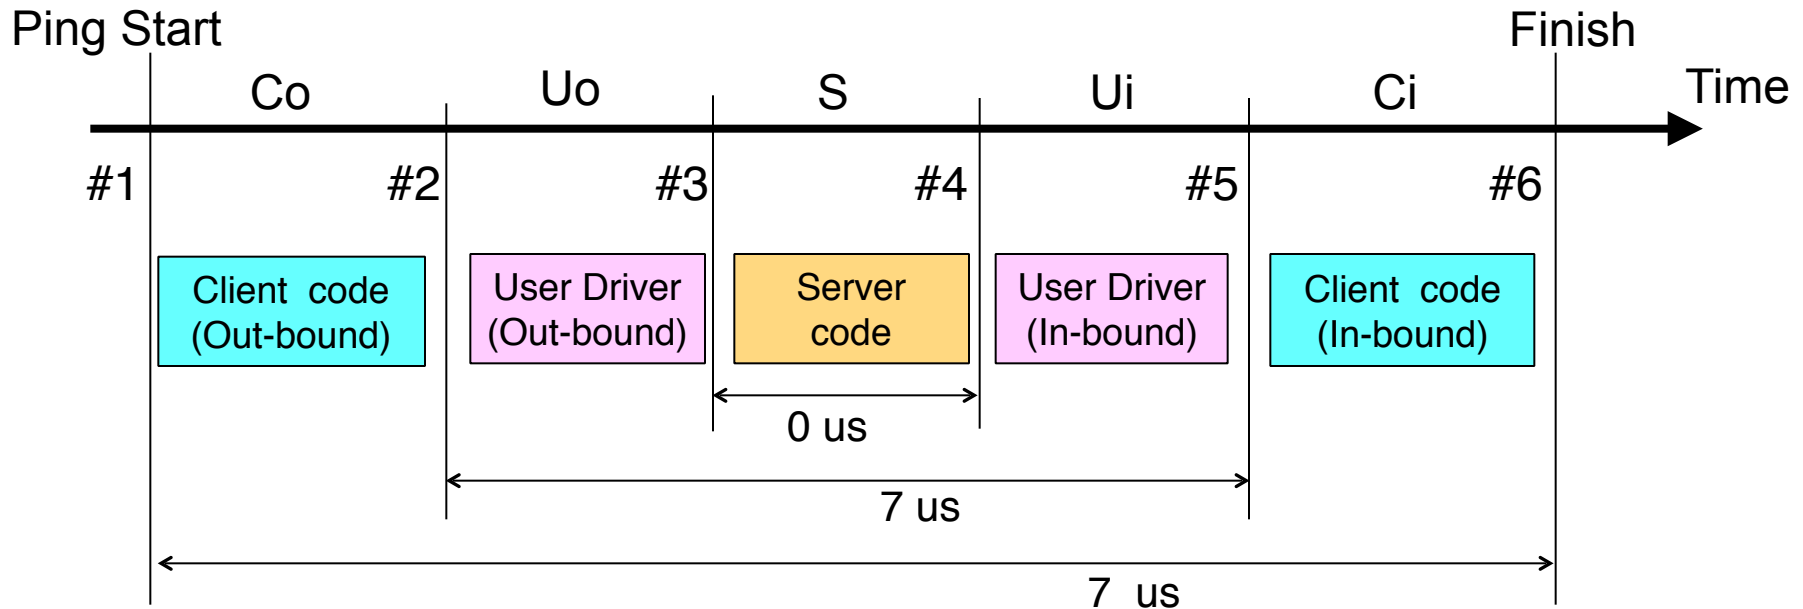 Ping Start
Finish
Co
Uo
S
Ui
Ci
Time
#1
#2
#3
#4
#5
#6
Client code
(Out-bound)
User Driver
(Out-bound)
Server
code
User Driver
(In-bound)
Client code
(In-bound)
0 us
7 us
7 us